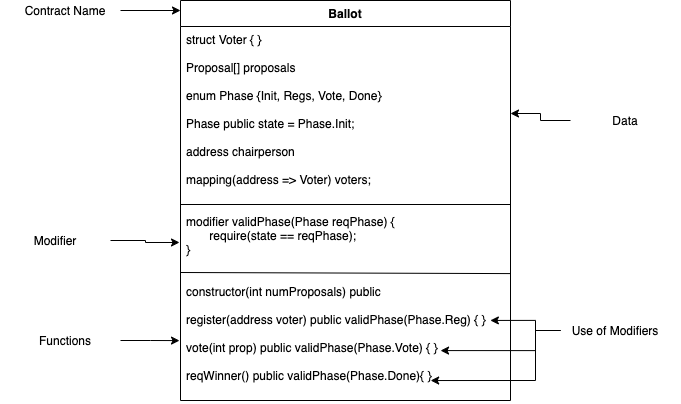 Contract Name
Ballot
struct Voter { }
Proposal[] proposals
enum Phase {Init, Regs, Vote, Done}
Phase public state = Phase.Init;
Data
address chairperson
mapping(address => Voter) voters;
modifier validPhase(Phase reqPhase) {
require(state == reqPhase);
}
Modifier
constructor(int numProposals) public
register(address voter) public validPhase(Phase.Reg) { }
Use of Modifiers
Functions
vote(int prop) public validPhase(Phase.Vote) { }
reqWinner() public validPhase(Phase.Done){ }